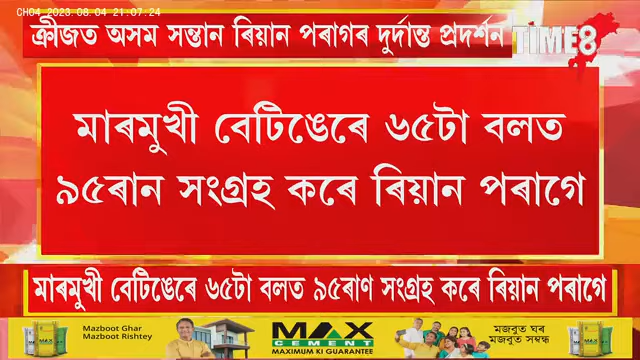 CH04 2023.08.04 21:07:24
ক্ৰীজত অসম সন্তান ৰিয়ান পৰাগৰ দুৰ্দান্ত প্ৰদৰ্শন
TIME8
মাৰমুখী বেটিঙেৰে ৬৫টা বলত
৯৫ৰান সংগ্ৰহ কৰে ৰিয়ান পৰাগে
মাৰমুখী বেটিঙেৰে ৬৫টা বলত ৯৫ৰাণ সংগ্ৰহ কৰে ৰিয়ান পৰাগে
Mazboot Ghar
Mazboot Rishtey
MAX
CEMENT
MAXIMUM KI GUARANTEE
মজবুত ঘৰ
মজবুত সম্বন্ধ